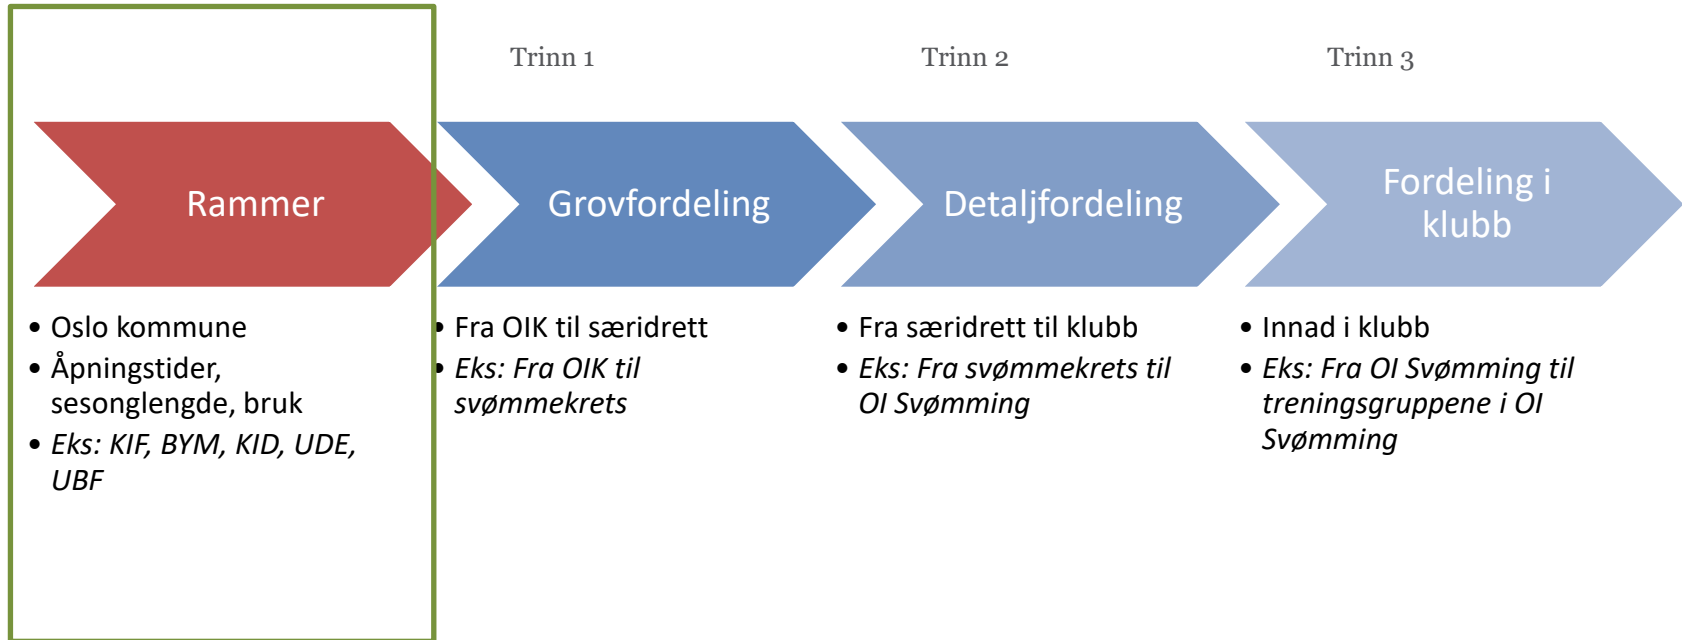 Trinn 1
Trinn 2
Trinn 3
Rammer
Grovfordeling
Detaljfordeling
Fordeling i
klubb
• Oslo kommune
• Åpningstider,
sesonglengde, bruk
• Eks: KIF, BYM, KID, UDE,
UBF
• Fra OIK til særidrett
• Eks: Fra OIK til
svømmekrets
• Fra særidrett til klubb
• Eks: Fra svømmekrets til
OI Svømming
• Innad i klubb
• Eks: Fra OI Svømming til
treningsgruppene i OI
Svømming